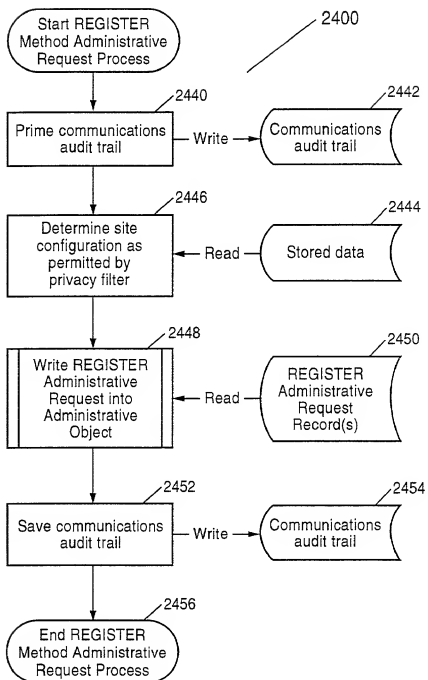 Start REGISTER
Method Administrative
Request Process
2400
2440
Prime communications
audit trail
Write
2442
Communications
audit trail
2446
Determine site
configuration as
permitted by
privacy filter
Read
2444
Stored data
2448
Write REGISTER
Administrative
Request into
Administrative
Object
Read
2450
REGISTER
Administrative
Request
Record(s)
2452
Save communications
audit trail
Write
2454
Communications
audit trail
2456
End REGISTER
Method Administrative
Request Process